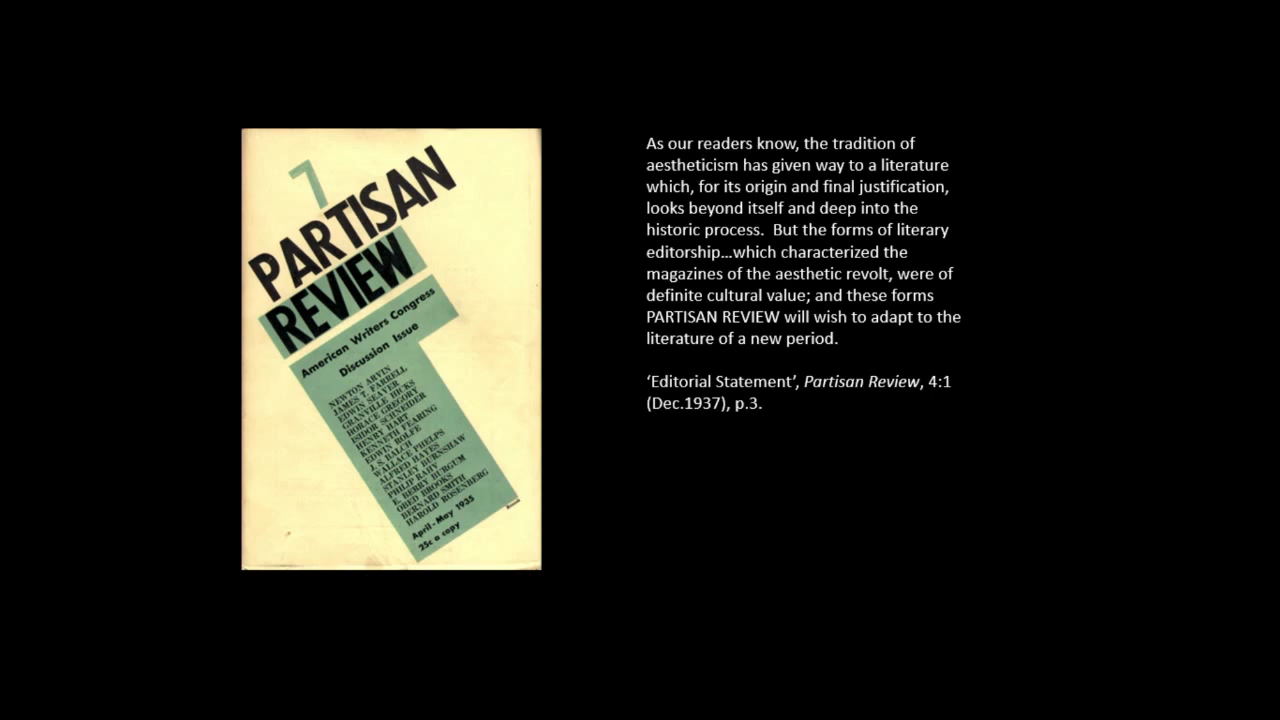 7
PARTISAN
REVIEW
American Writers Congress
Discussion Issue
NEWTON ARVIN
JAMES T. FARRELL
EDWIN SEAVER
GRANVILLE HICKS
HORACE GREGORY
ISIDOR SCHNEIDER
HENRY HART
KENNETH FEARING
EDWIN ROLFE
J. S. BALCH
WALLACE PHELPS
ALFRED HAYES
STANLEY BURNSHAW
PHILIP RAHV
E. BERRY BURGUM
OBED BROOKS
BERNARD SMITH
HAROLD ROSENBERG
April-May 1935
25c a copy
As our readers know, the tradition of
aestheticism has given way to a literature
which, for its origin and final justification,
looks beyond itself and deep into the
historic process.  But the forms of literary
editorship…which characterized the
magazines of the aesthetic revolt, were of
definite cultural value; and these forms
PARTISAN REVIEW will wish to adapt to the
literature of a new period.
‘Editorial Statement’, Partisan Review, 4:1
(Dec.1937), p.3.